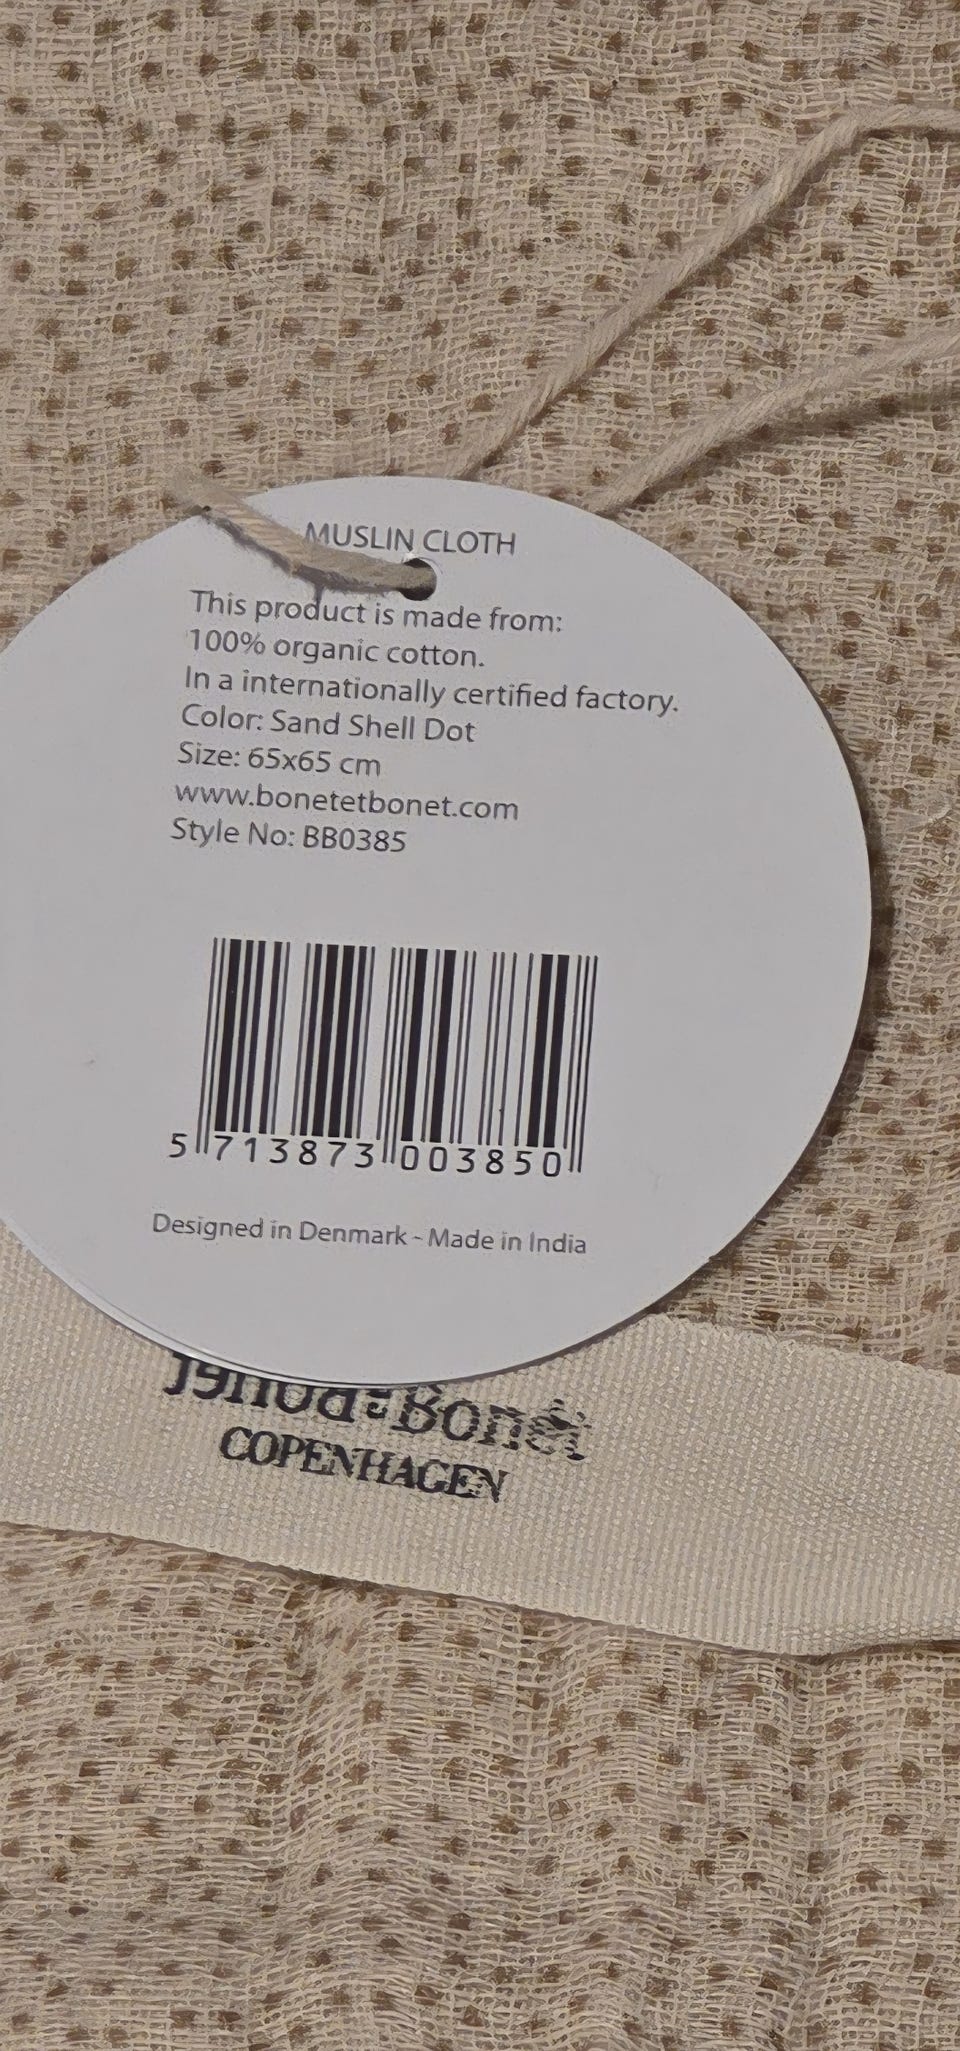 MUSLIN CLOTH
This product is made from:
100% organic cotton.
In a internationally certified factory.
Color: Sand Shell Dot
Size: 65x65 cm
www.bonetetbonet.com
Style No: BB0385
5 713873 003850
Designed in Denmark - Made in India
Bonet
COPENHAGEN